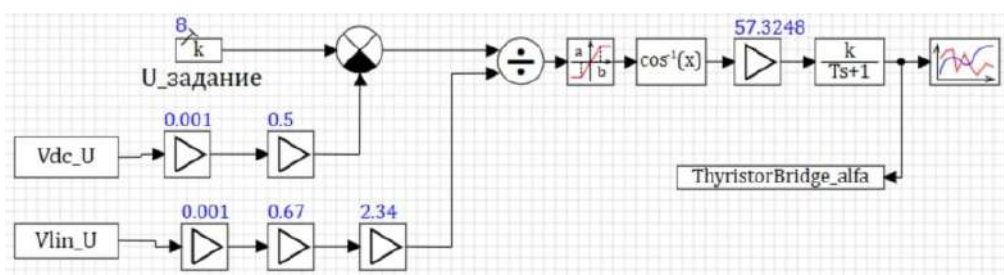 8
k
U_задание
÷
a
b
cos⁻¹(x)
57.3248
k
Ts+1
Vdc_U
0.001
0.5
ThyristorBridge_alfa
Vlin_U
0.001
0.67
2.34